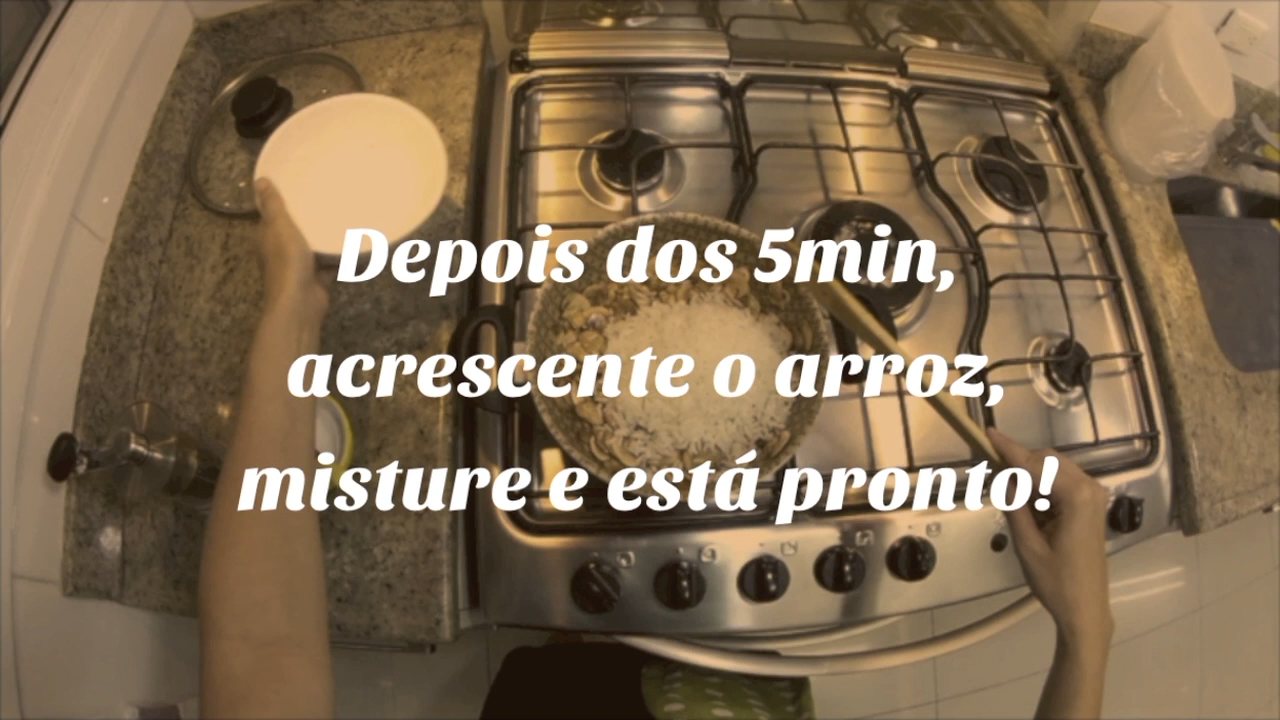 Depois dos 5min,
acrescente o arroz,
misture e está pronto!